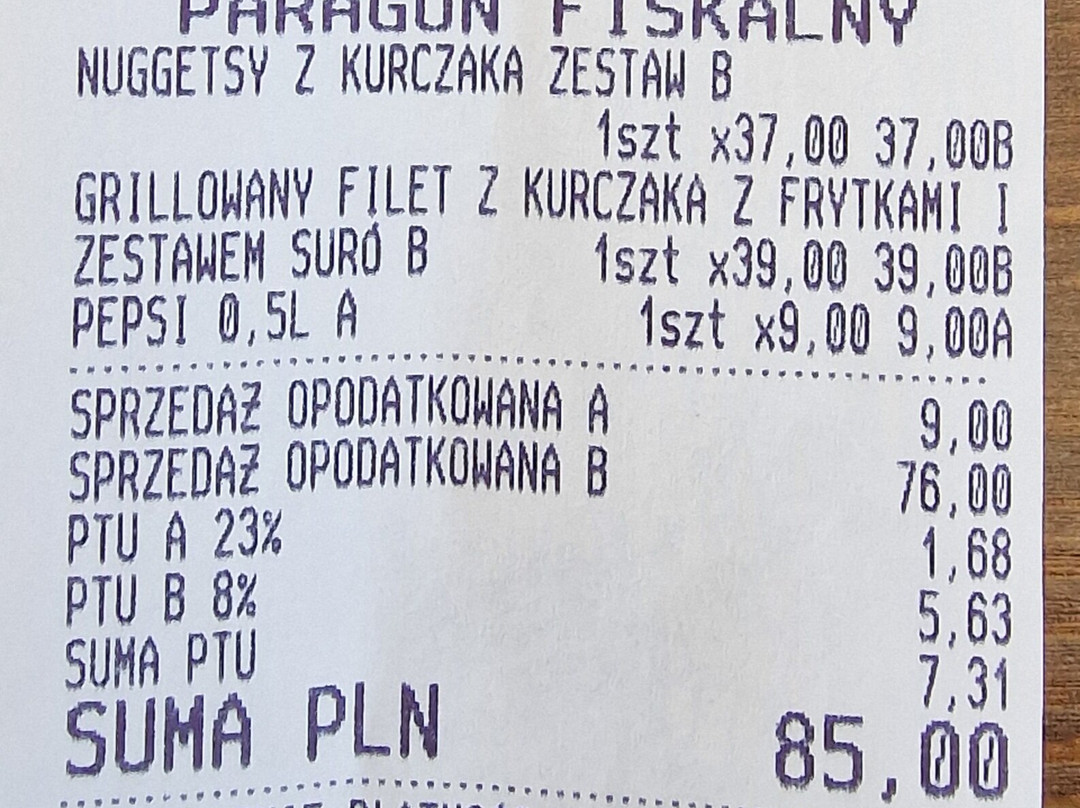 PARAGON FISKALNY
NUGGETSY Z KURCZAKA ZESTAW B
1szt x37,00 37,00B
GRILLOWANY FILET Z KURCZAKA Z FRYTKAMI I
ZESTAWEM SURÓ B 1szt x39,00 39,00B
PEPSI 0,5L A 1szt x9,00 9,00A
SPRZEDAŻ OPODATKOWANA A 9,00
SPRZEDAŻ OPODATKOWANA B 76,00
PTU A 23% 1,68
PTU B 8% 5,63
SUMA PTU 7,31
SUMA PLN 85,00